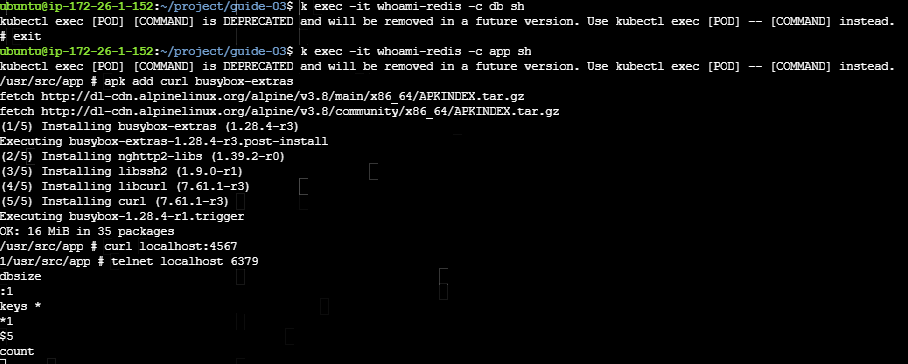 ubuntu@ip-172-26-1-152:~/project/guide-03$ k exec -it whoami-redis -c db sh
kubectl exec [POD] [COMMAND] is DEPRECATED and will be removed in a future version. Use kubectl exec [POD] -- [COMMAND] instead.
# exit
ubuntu@ip-172-26-1-152:~/project/guide-03$ k exec -it whoami-redis -c app sh
kubectl exec [POD] [COMMAND] is DEPRECATED and will be removed in a future version. Use kubectl exec [POD] -- [COMMAND] instead.
/usr/src/app # apk add curl busybox-extras
fetch http://dl-cdn.alpinelinux.org/alpine/v3.8/main/x86_64/APKINDEX.tar.gz
fetch http://dl-cdn.alpinelinux.org/alpine/v3.8/community/x86_64/APKINDEX.tar.gz
(1/5) Installing busybox-extras (1.28.4-r3)
Executing busybox-extras-1.28.4-r3.post-install
(2/5) Installing nghttp2-libs (1.39.2-r0)
(3/5) Installing libssh2 (1.9.0-r1)
(4/5) Installing libcurl (7.61.1-r3)
(5/5) Installing curl (7.61.1-r3)
Executing busybox-1.28.4-r1.trigger
OK: 16 MiB in 35 packages
/usr/src/app # curl localhost:4567
1/usr/src/app # telnet localhost 6379
dbsize
:1
keys *
*1
$5
count